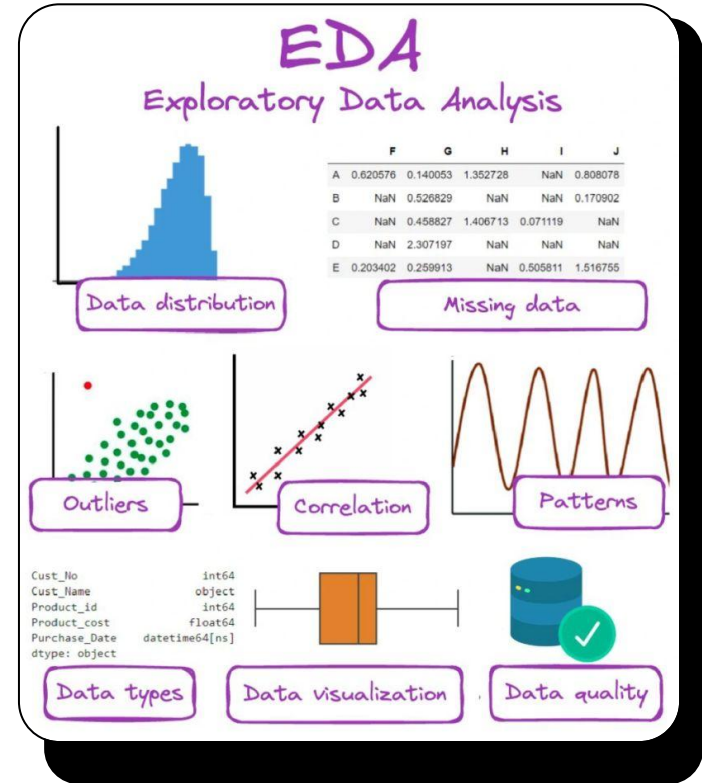 EDA
Exploratory Data Analysis
F G H I J
A 0.620576 0.140053 1.352728 NaN 0.808078
B NaN 0.526829 NaN NaN 0.170902
C NaN 0.458827 1.406713 0.071119 NaN
D NaN 2.307197 NaN NaN NaN
E 0.203402 0.259913 NaN 0.505811 1.516755
Data distribution
Missing data
Outliers
Correlation
Patterns
Cust_No int64
Cust_Name object
Product_id int64
Product_cost float64
Purchase_Date datetime64[ns]
dtype: object
Data types
Data visualization
Data quality